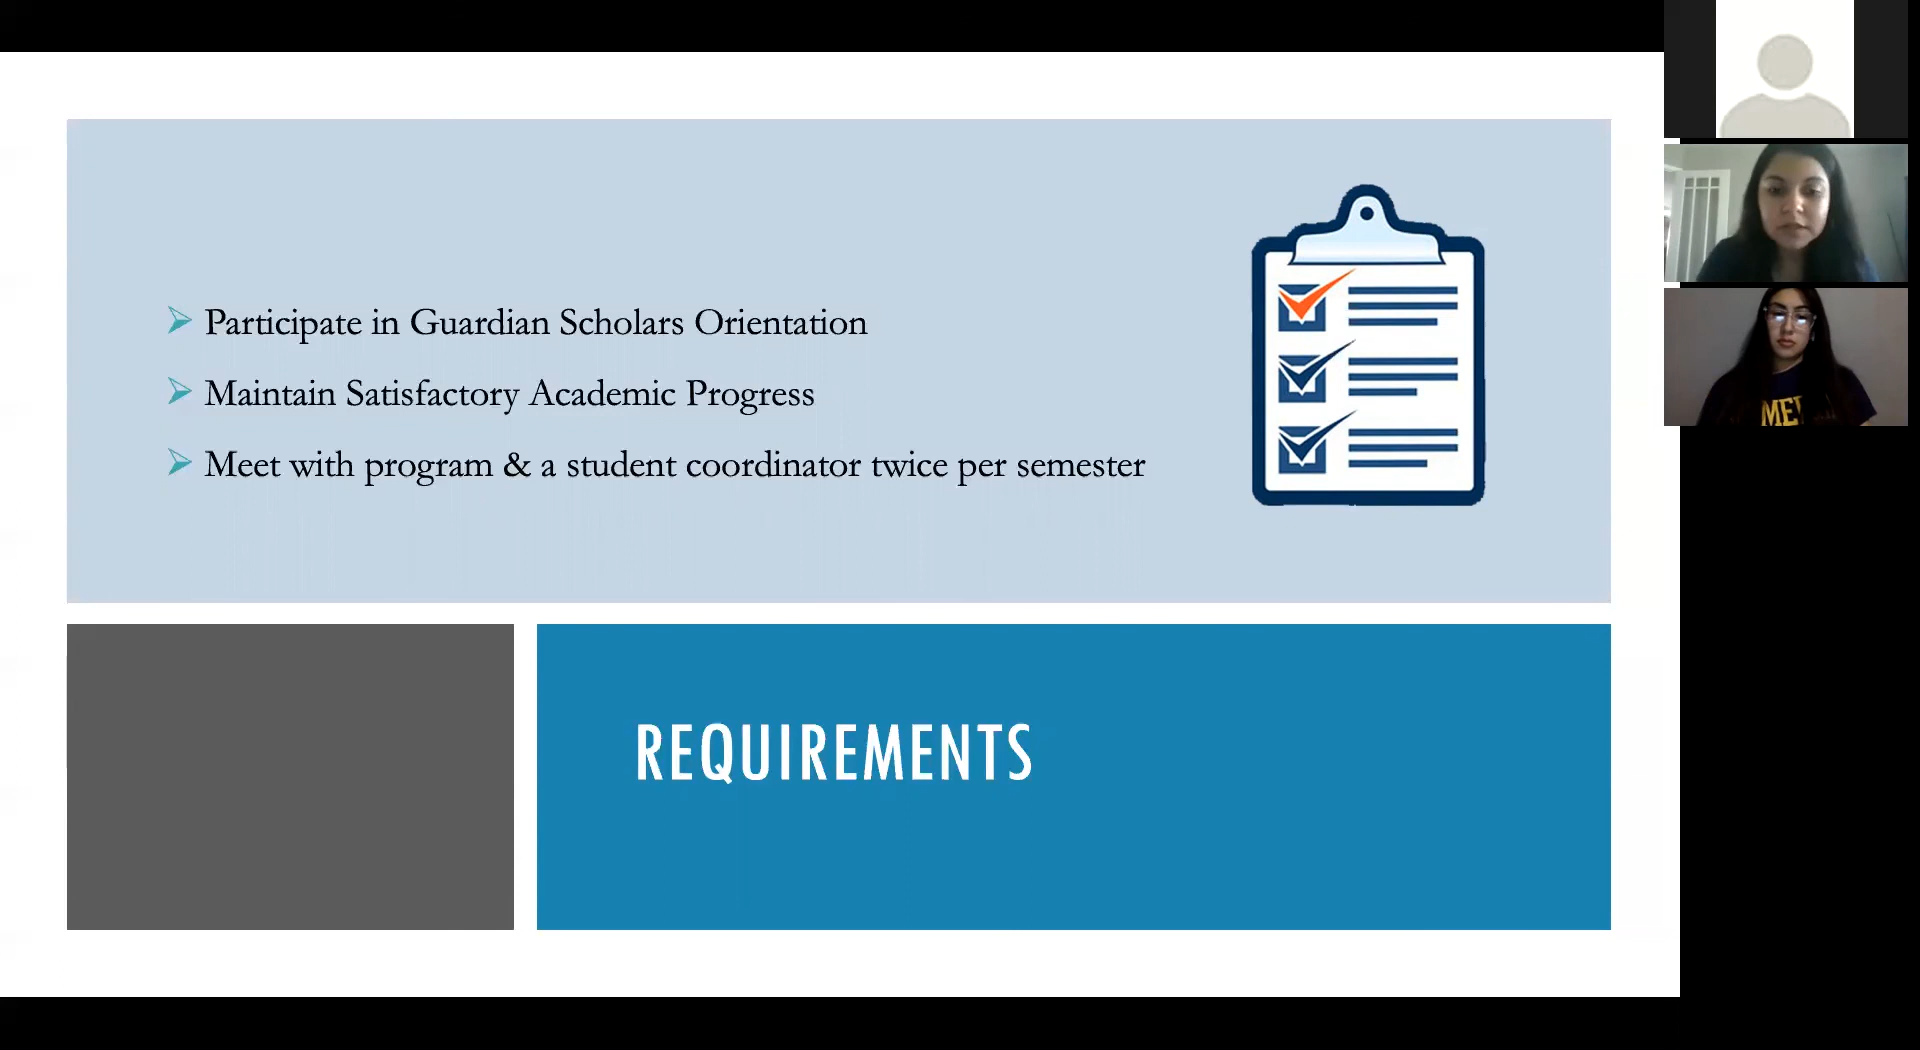 Participate in Guardian Scholars Orientation
Maintain Satisfactory Academic Progress
Meet with program & a student coordinator twice per semester
REQUIREMENTS